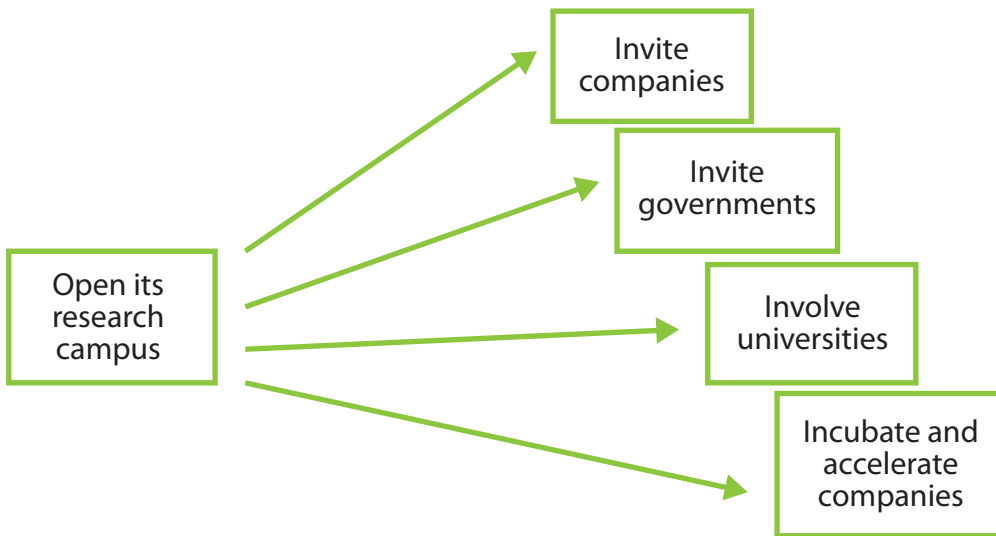 Invite
companies
Invite
governments
Open its
research
campus
Involve
universities
Incubate and
accelerate
companies